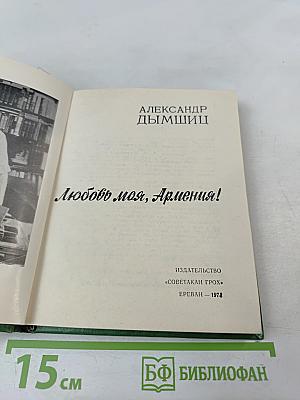 АЛЕКСАНДР
ДЫМШИЦ
Любовь моя, Армения!
ИЗДАТЕЛЬСТВО
«СОВЕТАКАН ГРОХ»
ЕРЕВАН — 1978
15 см
БФ БИБЛИОФАН